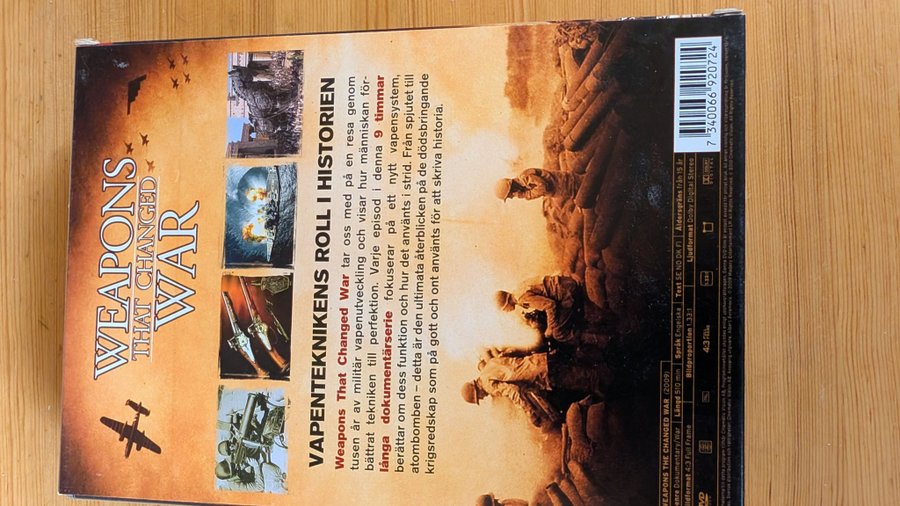 WEAPONS
THAT CHANGED
WAR
VAPENTEKNIKENS ROLL I HISTORIEN
Weapons That Changed War tar oss med på en resa genom
tusen år av militär vapenutveckling och visar hur människan för-
bättrat tekniken till perfektion. Varje episod i denna 9 timmar
långa dokumentärserie fokuserar på ett nytt vapensystem,
berättar om dess funktion och hur det använts i strid. Från spjutet till
atombomben – detta är den ultimata återblicken på de dödsbringande
krigsredskap som på gott och ont använts för att skriva historia.
WEAPONS THE CHANGED WAR (2009)
Genre Dokumentary/War Längd 510 min Språk Engelska Text SE NO DK FI Åldersgräns från 15 år
Bildformat 4:3 Full Frame Bildproportion 1.33:1 Ljudformat Dolby Digital Stereo
4:3
7 340066 920724